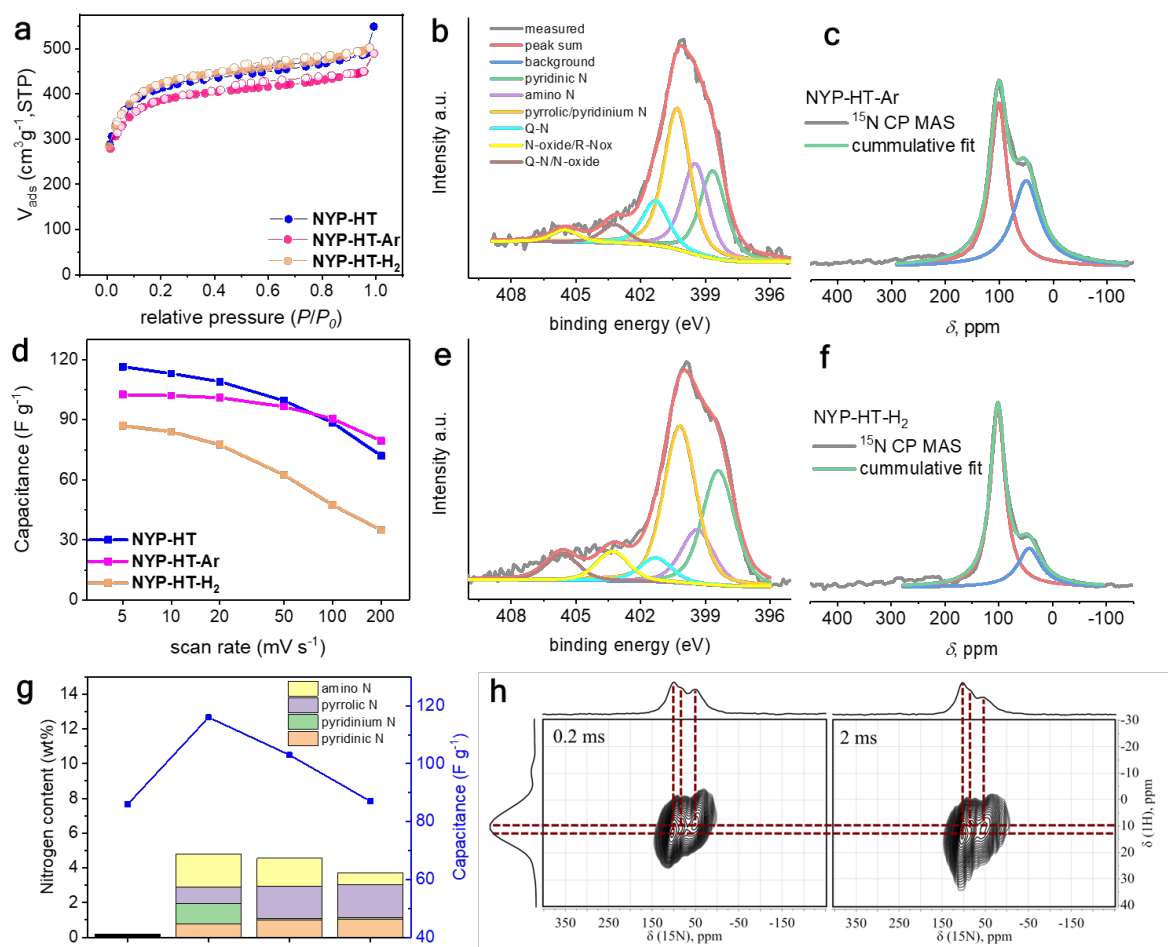 a
500
400
300
200
100
0
V_ads (cm³g⁻¹,STP)
NYP-HT
NYP-HT-Ar
NYP-HT-H₂
0.0 0.2 0.4 0.6 0.8 1.0
relative pressure (P/P₀)
b
measured
peak sum
background
pyridinic N
amino N
pyrrolic/pyridinium N
Q-N
N-oxide/R-Nox
Q-N/N-oxide
Intensity a.u.
408 405 402 399 396
binding energy (eV)
c
NYP-HT-Ar
¹⁵N CP MAS
cummulative fit
400 300 200 100 0 -100
δ, ppm
d
120
90
60
30
0
Capacitance (F g⁻¹)
NYP-HT
NYP-HT-Ar
NYP-HT-H₂
5 10 20 50 100 200
scan rate (mV s⁻¹)
e
Intensity a.u.
408 405 402 399 396
binding energy (eV)
f
NYP-HT-H₂
¹⁵N CP MAS
cummulative fit
400 300 200 100 0 -100
δ, ppm
g
14
12
10
8
6
4
2
0
Nitrogen content (wt%)
amino N
pyrrolic N
pyridinium N
pyridinic N
120
100
80
60
40
Capacitance (F g⁻¹)
h
0.2 ms
2 ms
-30
-20
-10
0
10
20
30
40
δ (1H), ppm
350 250 150 50 -50 -150
δ (15N), ppm
350 250 150 50 -50 -150
δ (15N), ppm